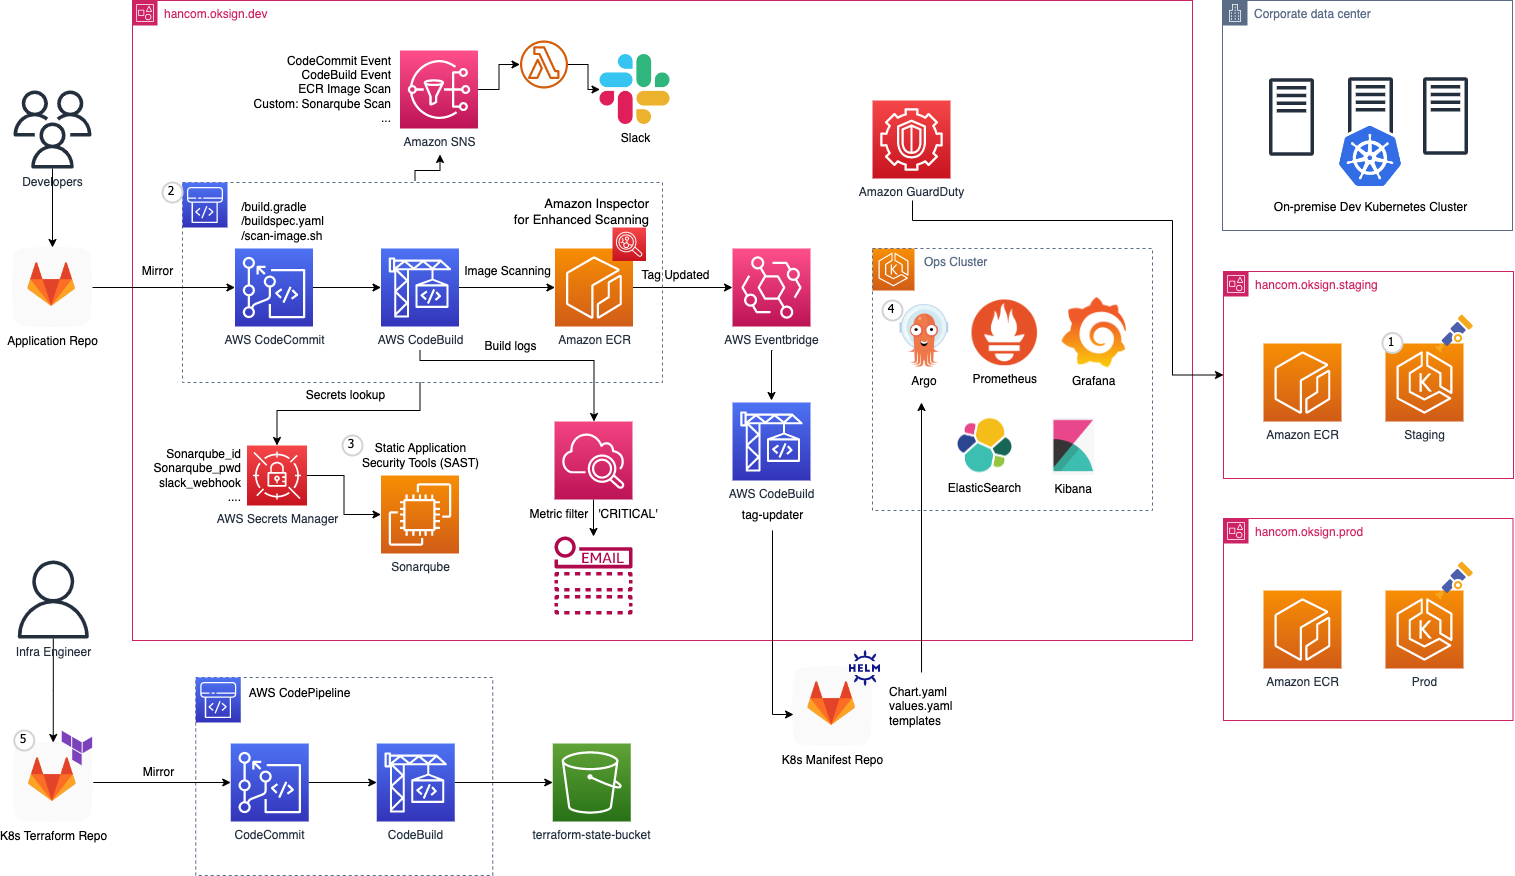 hancom.oksign.dev
Corporate data center
CodeCommit Event
CodeBuild Event
ECR Image Scan
Custom: Sonarqube Scan
...
Amazon SNS
Slack
Developers
Amazon GuardDuty
On-premise Dev Kubernetes Cluster
2
/build.gradle
/buildspec.yaml
/scan-image.sh
Amazon Inspector
for Enhanced Scanning
Mirror
Image Scanning
Tag Updated
Application Repo
AWS CodeCommit
AWS CodeBuild
Amazon ECR
AWS Eventbridge
Build logs
Ops Cluster
4
Argo
Prometheus
Grafana
ElasticSearch
Kibana
hancom.oksign.staging
1
Amazon ECR
Staging
Secrets lookup
Sonarqube_id
Sonarqube_pwd
slack_webhook
....
AWS Secrets Manager
3
Static Application
Security Tools (SAST)
Sonarqube
Metric filter
'CRITICAL'
EMAIL
AWS CodeBuild
tag-updater
hancom.oksign.prod
Amazon ECR
Prod
Infra Engineer
HELM
Chart.yaml
values.yaml
templates
K8s Manifest Repo
AWS CodePipeline
5
Mirror
K8s Terraform Repo
CodeCommit
CodeBuild
terraform-state-bucket